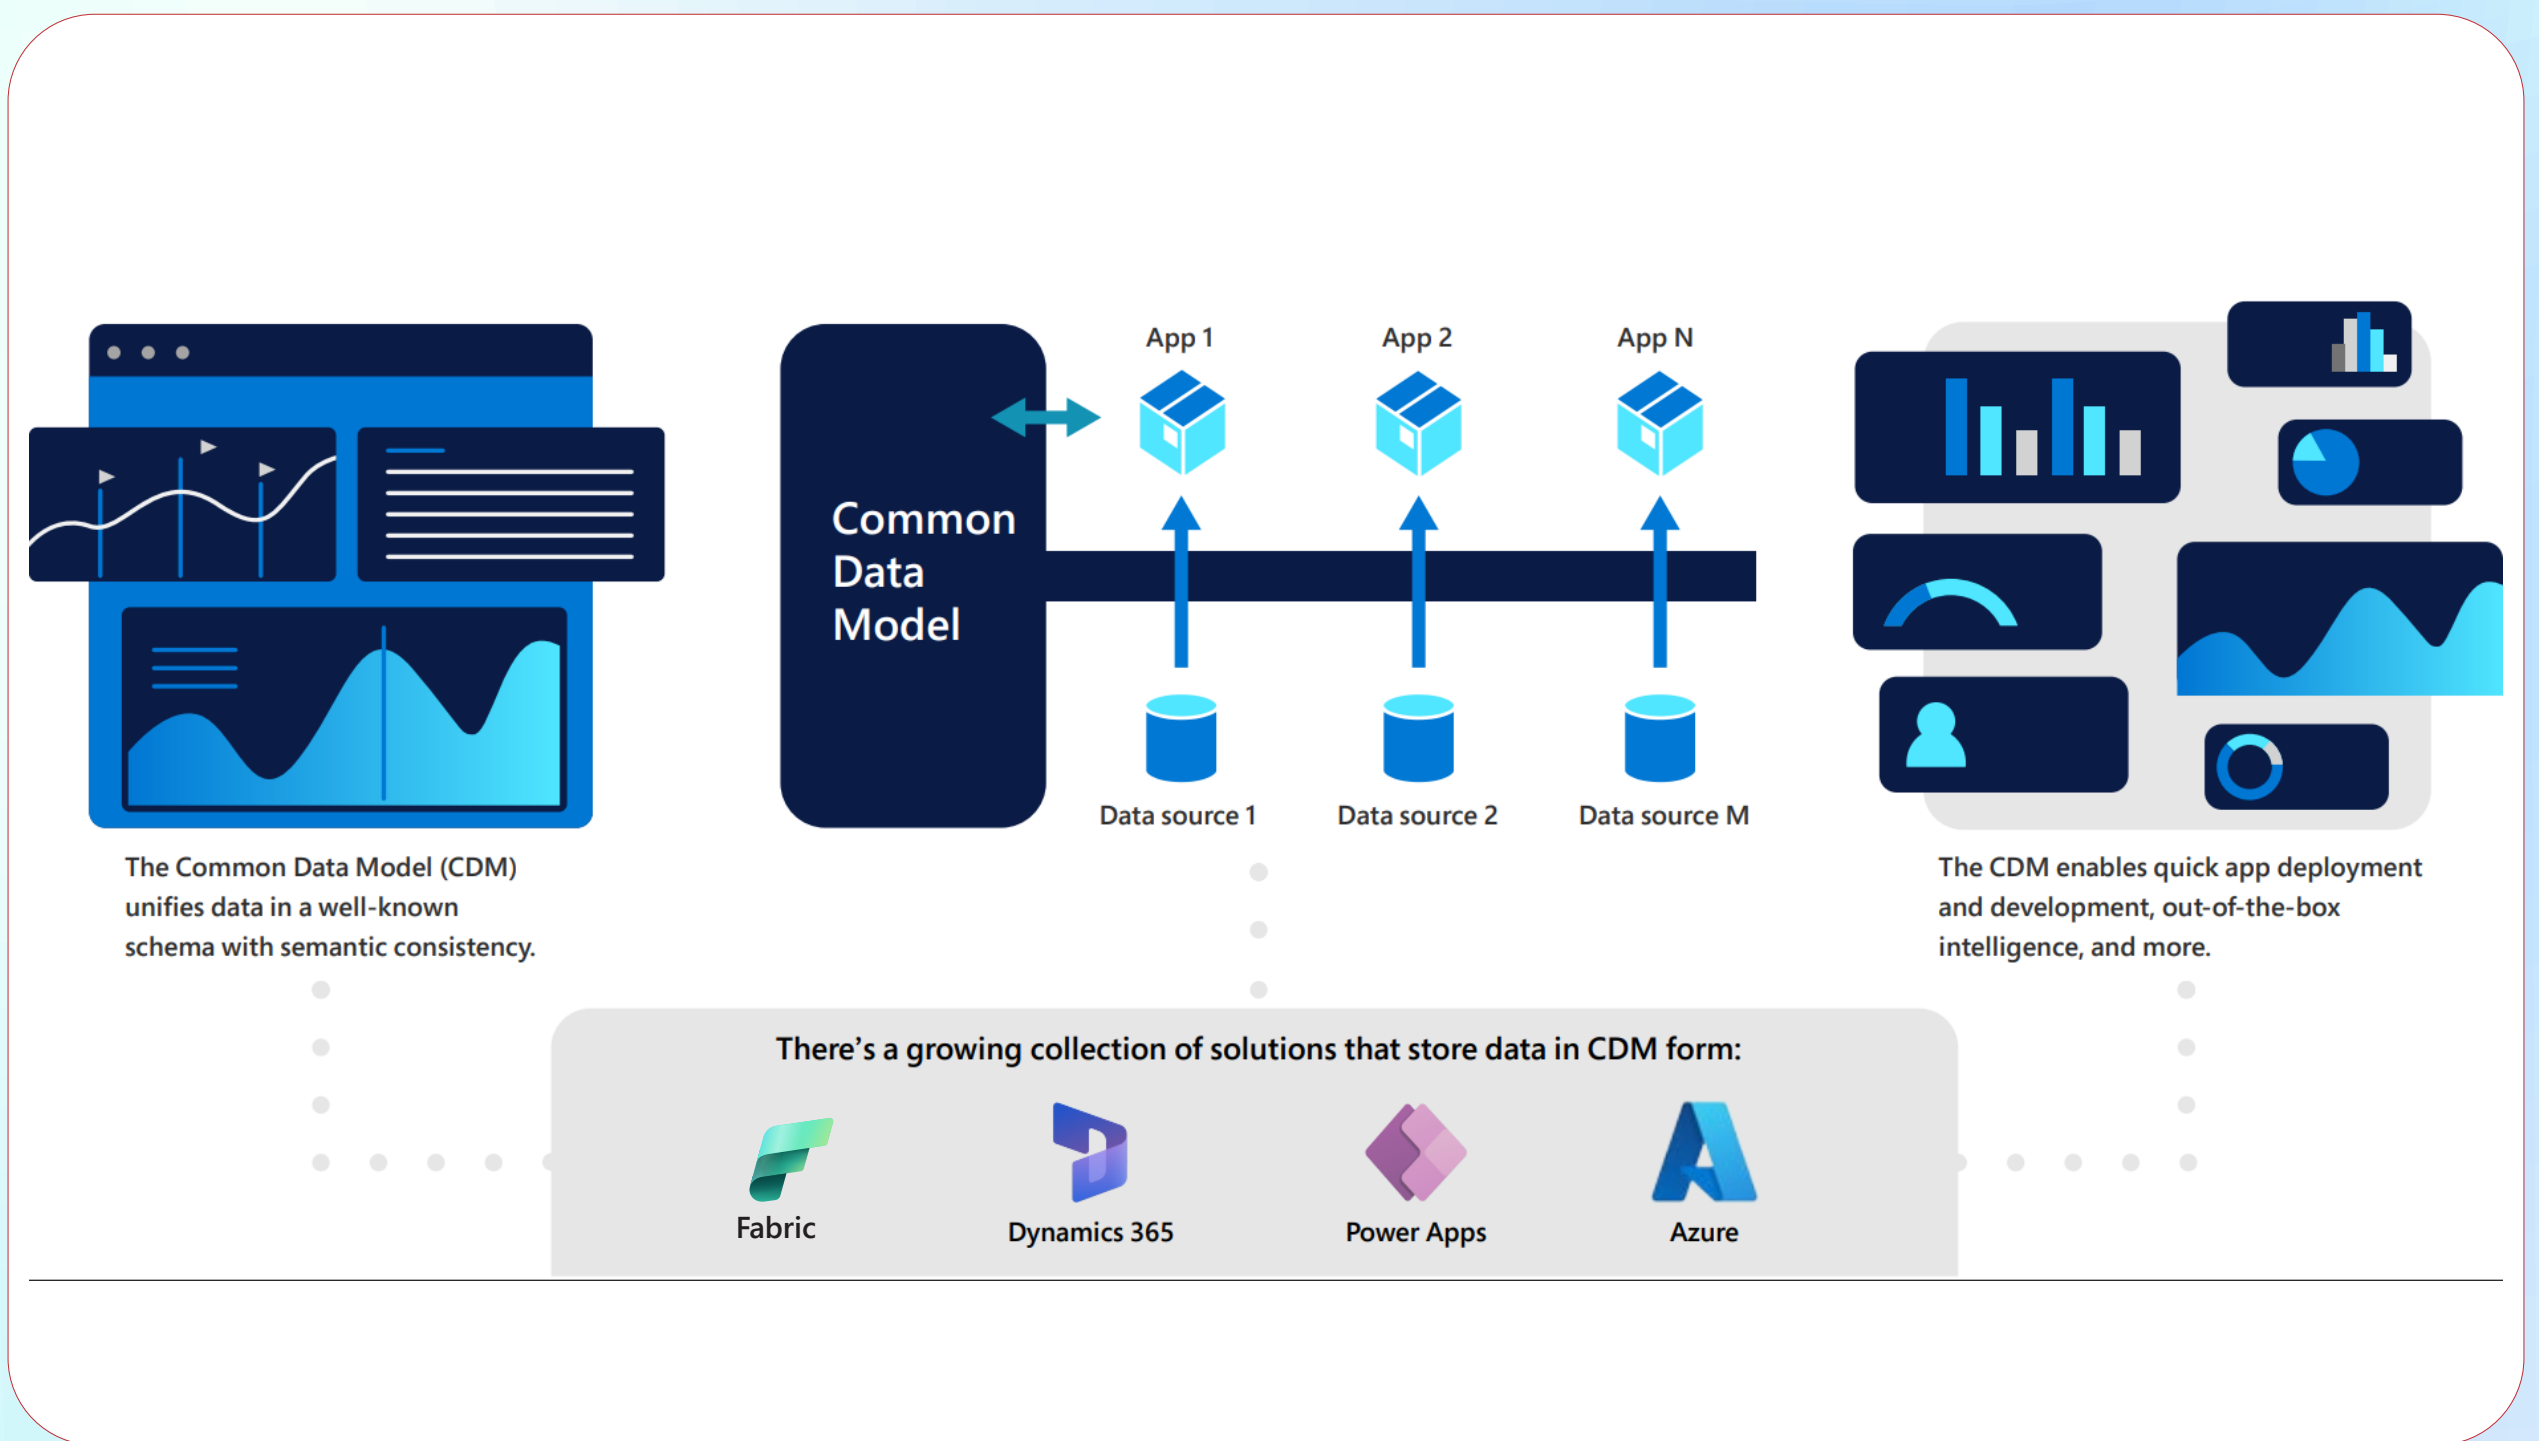 App 1
App 2
App N
Common
Data
Model
Data source 1
Data source 2
Data source M
The Common Data Model (CDM)
unifies data in a well-known
schema with semantic consistency.
The CDM enables quick app deployment
and development, out-of-the-box
intelligence, and more.
There’s a growing collection of solutions that store data in CDM form:
Fabric
Dynamics 365
Power Apps
Azure